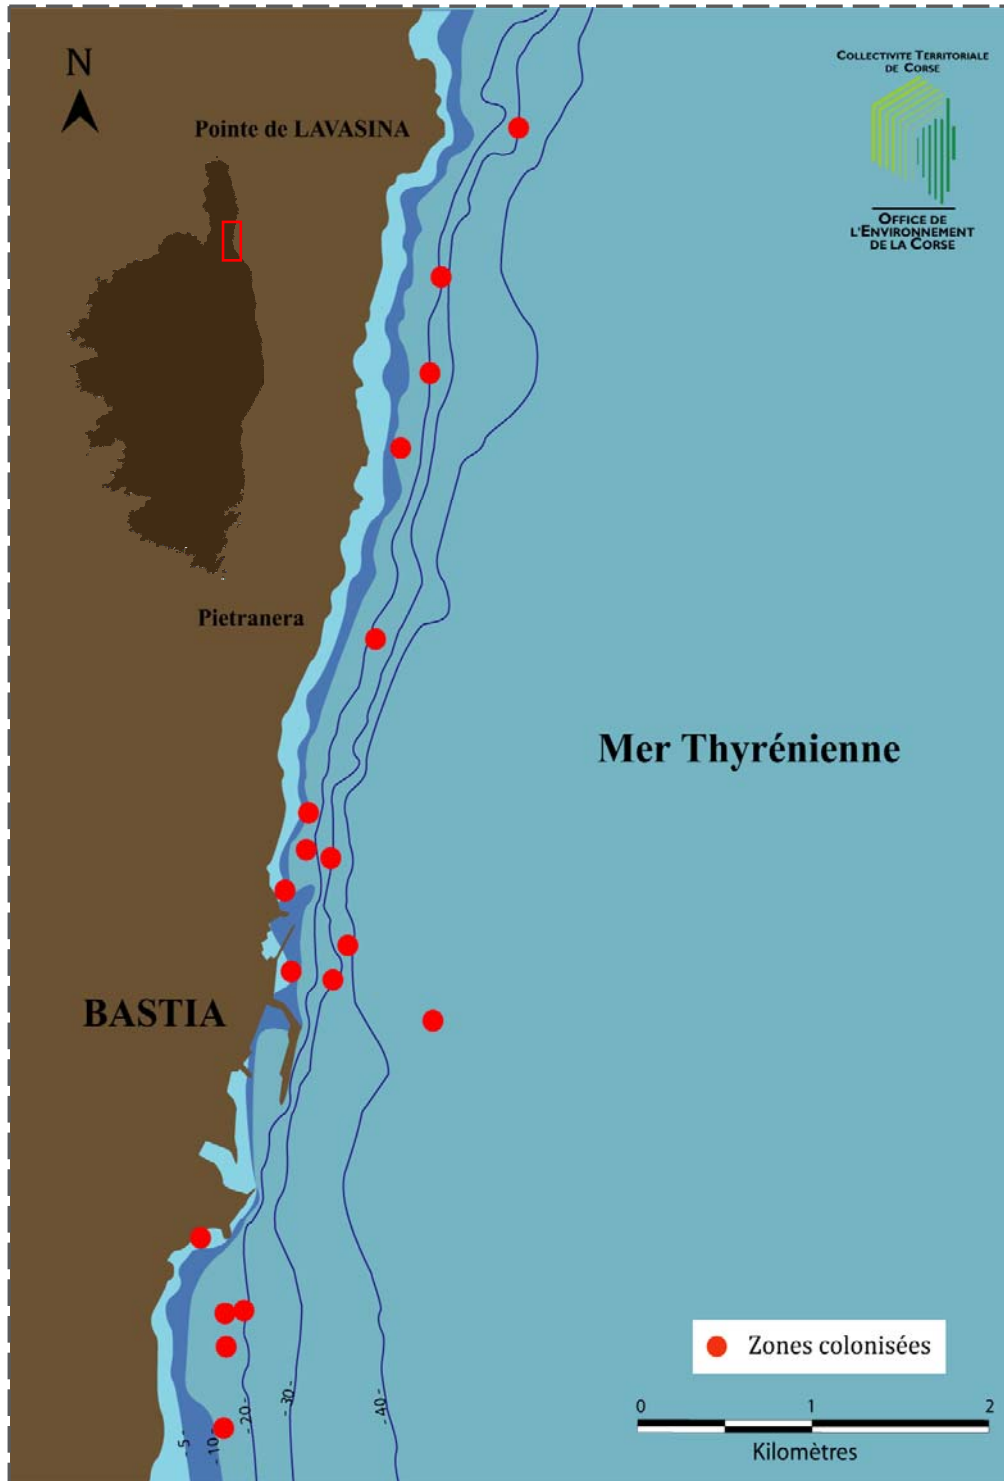 COLLECTIVITE TERRITORIALE
DE CORSE
N
Pointe de LAVASINA
OFFICE DE
L'ENVIRONNEMENT
DE LA CORSE
Pietranera
Mer Thyrénienne
BASTIA
Zones colonisées
- 5 -
- 10 -
- 20 -
- 30 -
- 40 -
0 1 2
Kilomètres